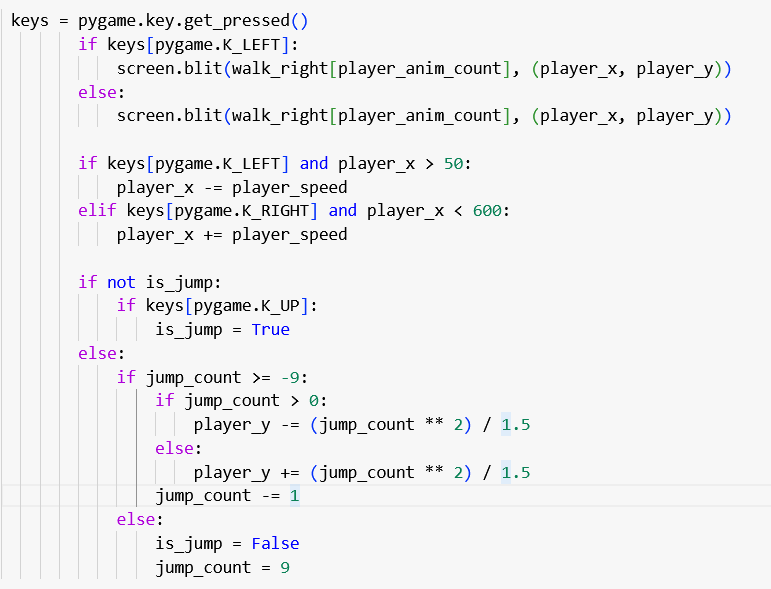 keys = pygame.key.get_pressed()
        if keys[pygame.K_LEFT]:
            screen.blit(walk_right[player_anim_count], (player_x, player_y))
        else:
            screen.blit(walk_right[player_anim_count], (player_x, player_y))

        if keys[pygame.K_LEFT] and player_x > 50:
            player_x -= player_speed
        elif keys[pygame.K_RIGHT] and player_x < 600:
            player_x += player_speed

        if not is_jump:
            if keys[pygame.K_UP]:
                is_jump = True
        else:
            if jump_count >= -9:
                if jump_count > 0:
                    player_y -= (jump_count ** 2) / 1.5
                else:
                    player_y += (jump_count ** 2) / 1.5
                jump_count -= 1
            else:
                is_jump = False
                jump_count = 9